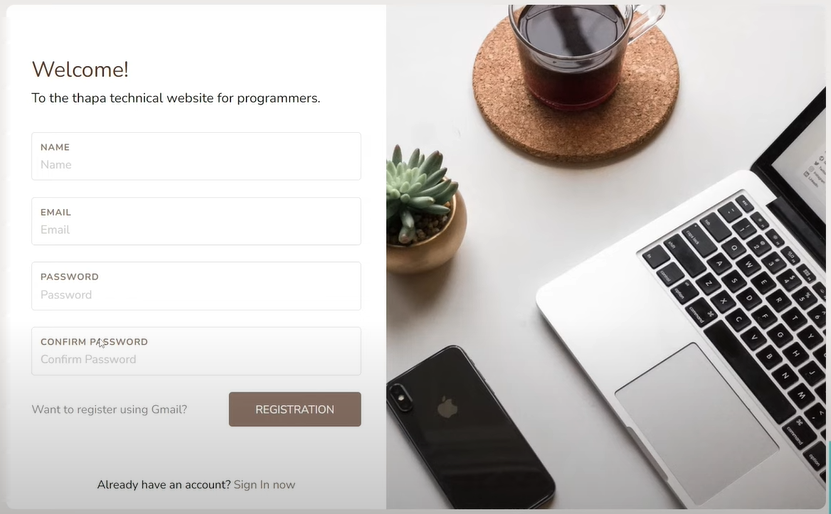 Welcome!
To the thapa technical website for programmers.
NAME
Name
EMAIL
Email
PASSWORD
Password
CONFIRM PASSWORD
Confirm Password
Want to register using Gmail?
REGISTRATION
Already have an account? Sign In now